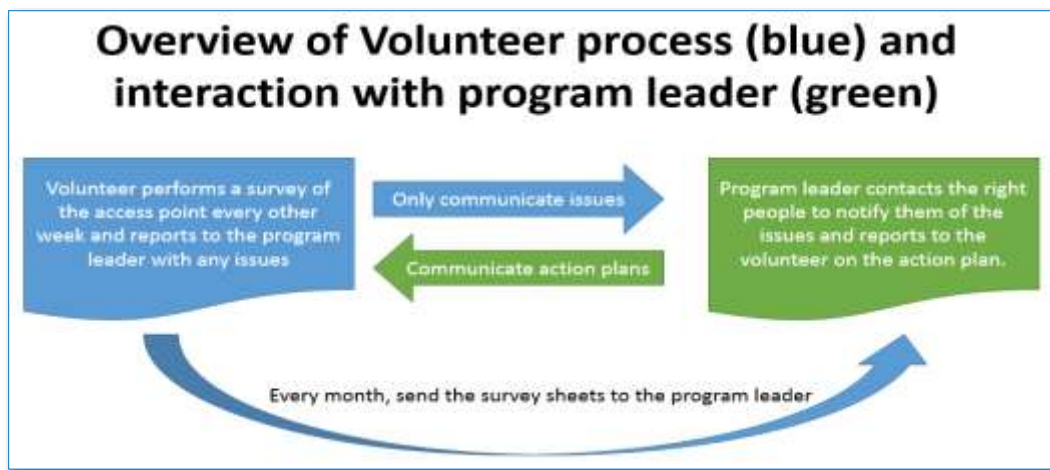 Overview of Volunteer process (blue) and
interaction with program leader (green)
Volunteer performs a survey of
the access point every other
week and reports to the program
leader with any issues
Only communicate issues
Communicate action plans
Program leader contacts the right
people to notify them of the
issues and reports to the
volunteer on the action plan.
Every month, send the survey sheets to the program leader